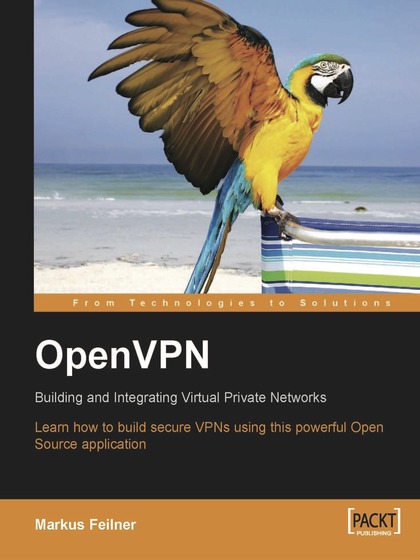 From Technologies to Solutions
OpenVPN
Building and Integrating Virtual Private Networks
Learn how to build secure VPNs using this powerful Open
Source application
Markus Feilner
[PACKT]
PUBLISHING